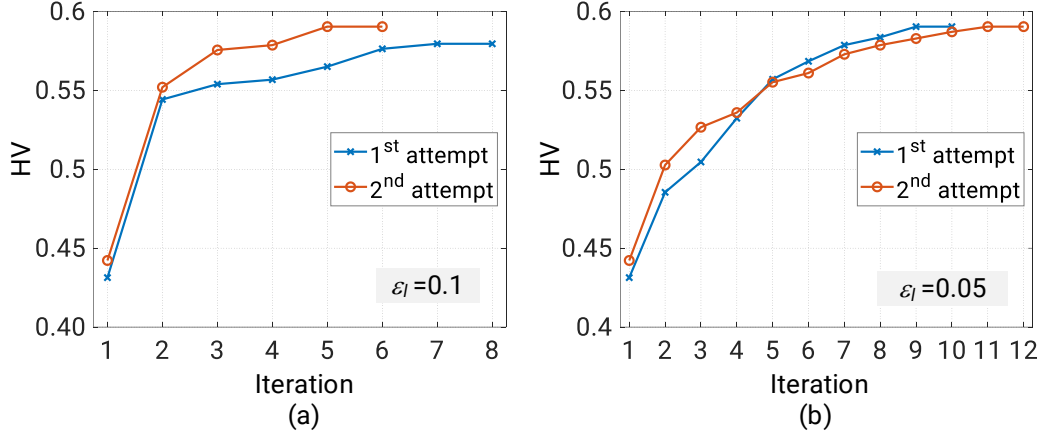 0.6
0.55
0.5
0.45
0.40
HV
1st attempt
2nd attempt
εl=0.1
1 2 3 4 5 6 7 8
Iteration
(a)
0.6
0.55
0.5
0.45
0.4
HV
1st attempt
2nd attempt
εl=0.05
1 2 3 4 5 6 7 8 9 10 11 12
Iteration
(b)